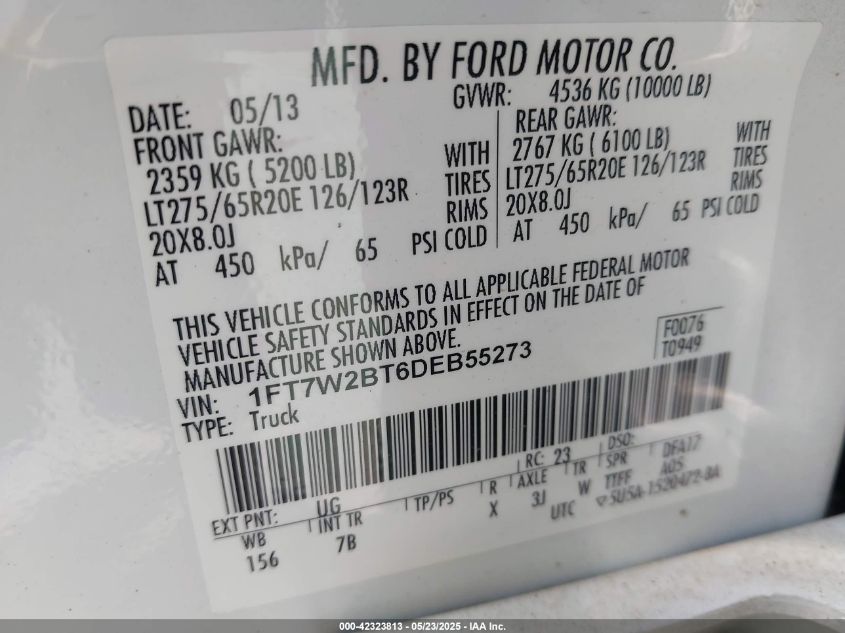 MFD. BY FORD MOTOR CO.
DATE: 05/13 GVWR: 4536 KG (10000 LB)
FRONT GAWR: REAR GAWR:
2359 KG ( 5200 LB) WITH 2767 KG ( 6100 LB) WITH
LT275/65R20E 126/123R TIRES LT275/65R20E 126/123R TIRES
20X8.0J RIMS 20X8.0J RIMS
AT 450 kPa/ 65 PSI COLD AT 450 kPa/ 65 PSI COLD
THIS VEHICLE CONFORMS TO ALL APPLICABLE FEDERAL MOTOR
VEHICLE SAFETY STANDARDS IN EFFECT ON THE DATE OF
MANUFACTURE SHOWN ABOVE.
F0076
T0949
VIN: 1FT7W2BT6DEB55273
TYPE: Truck
EXT PNT: UG RC: 23 DSO:
WB INT TR TP/PS R AXLE TR SPR DFA17
156 7B X 3J W TTFF A05
UTC ▽5U5A-1520472-BA
000-42323813 - 05/23/2025 - IAA Inc.